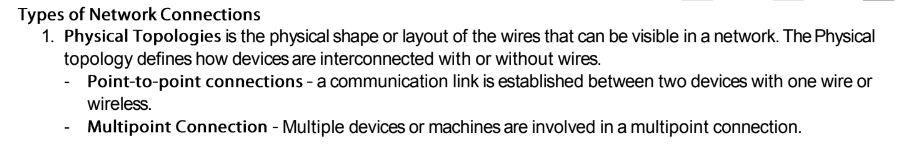 Types of Network Connections
1. Physical Topologies is the physical shape or layout of the wires that can be visible in a network. The Physical
topology defines how devices are interconnected with or without wires.
- Point-to-point connections - a communication link is established between two devices with one wire or
wireless.
- Multipoint Connection - Multiple devices or machines are involved in a multipoint connection.